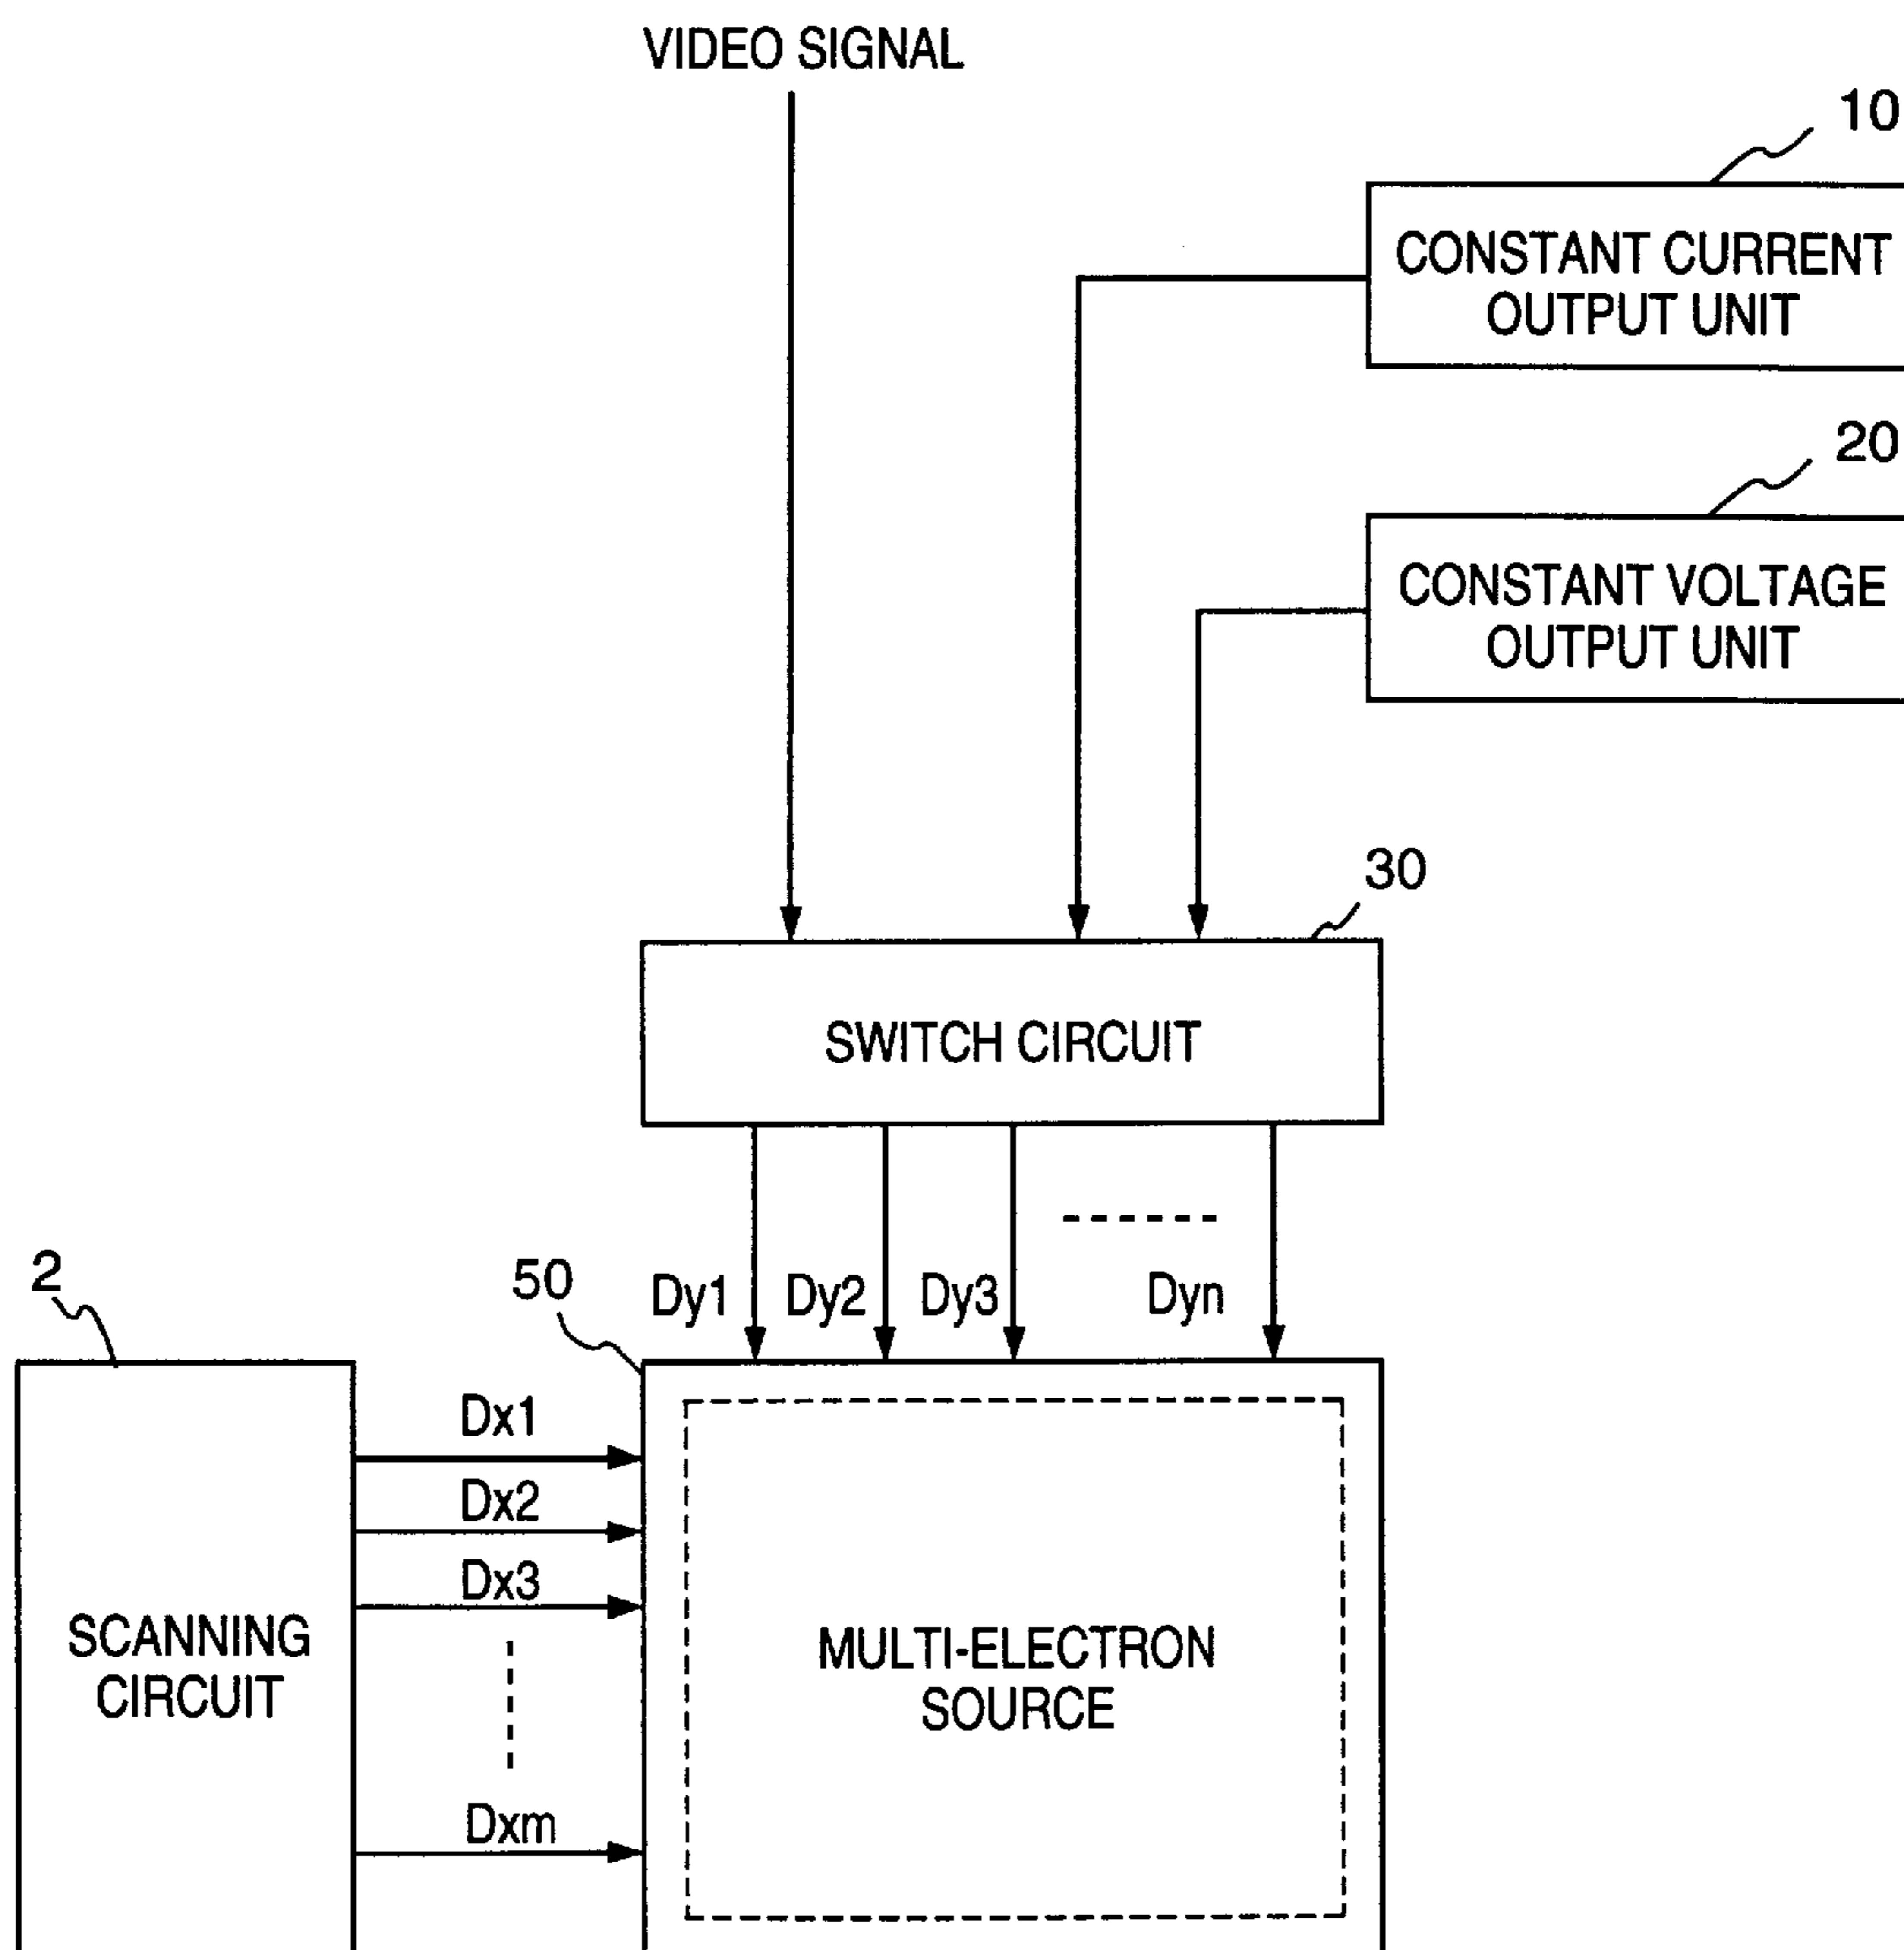 VIDEO SIGNAL
10
CONSTANT CURRENT
OUTPUT UNIT
20
CONSTANT VOLTAGE
OUTPUT UNIT
30
SWITCH CIRCUIT
2
50
Dy1
Dy2
Dy3
Dyn
Dx1
Dx2
Dx3
Dxm
SCANNING
CIRCUIT
MULTI-ELECTRON
SOURCE